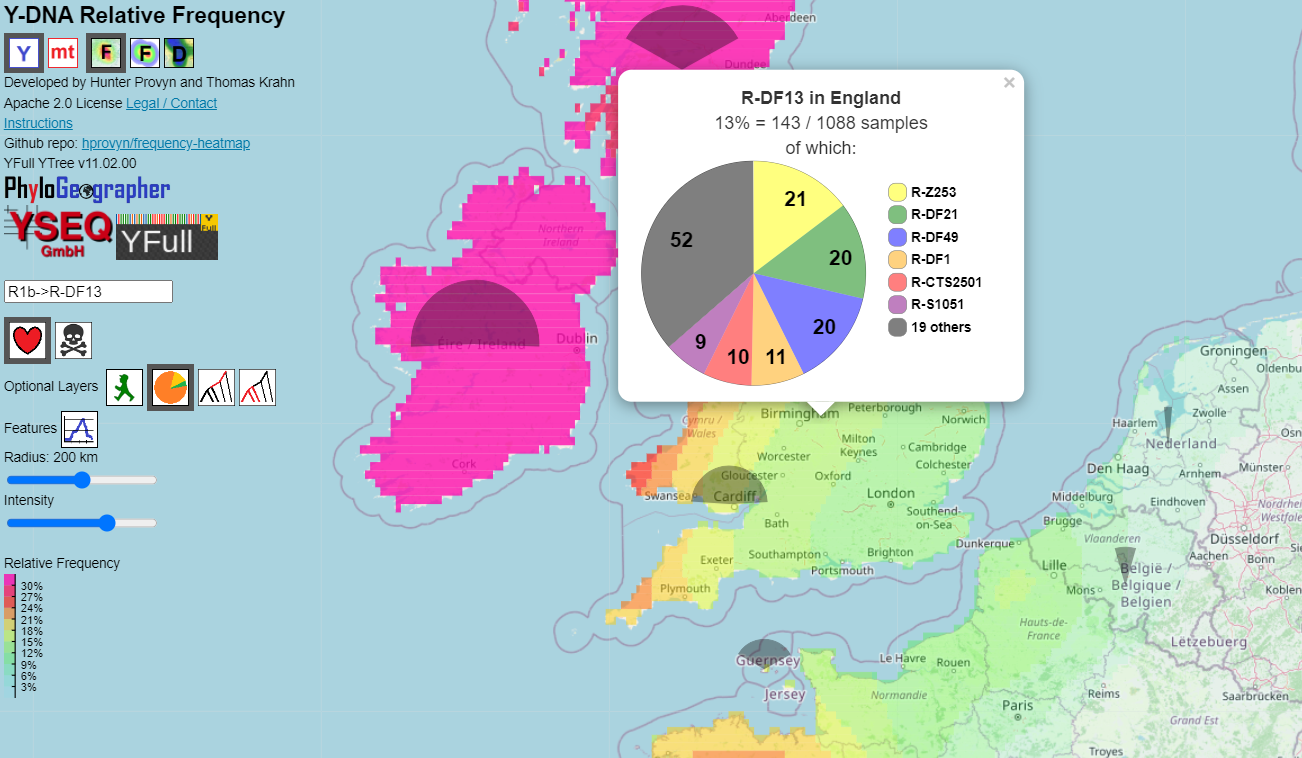 Y-DNA Relative Frequency
Y mt F F D
Developed by Hunter Provyn and Thomas Krahn
Apache 2.0 License Legal / Contact
Instructions
Github repo: hprovyn/frequency-heatmap
YFull YTree v11.02.00
PhyloGeographer
YSEQ
GmbH
YFull
R1b->R-DF13
Optional Layers
Features
Radius: 200 km
Intensity
Relative Frequency
30%
27%
24%
21%
18%
15%
12%
9%
6%
3%
×
R-DF13 in England
13% = 143 / 1088 samples
of which:
21
20
20
11
10
9
52
R-Z253
R-DF21
R-DF49
R-DF1
R-CTS2501
R-S1051
19 others
Aberdeen
Dundee
Northern
Ireland
Éire / Ireland
Dublin
Cork
Birmingham
Peterborough
Norwich
Cymru /
Wales
Worcester
Milton
Keynes
Cambridge
Colchester
Gloucester
Oxford
Swansea
Cardiff
London
Southend-
on-Sea
Bath
Exeter
Southampton
Brighton
Portsmouth
Plymouth
Guernsey
Jersey
Le Havre
Rouen
Normandie
Paris
Reims
Troyes
Grand Est
Hauts-de-
France
Dunkerque
Lille
Mons
Brugge
Middelburg
Vlaanderen
België /
Belgique /
Belgien
Lëtzebuerg
Saarbrücken
Groningen
Assen
Zwolle
Haarlem
Nederland
Den Haag
Arnhem
Eindhoven
Münster
Düsseldorf
Aachen
Bonn